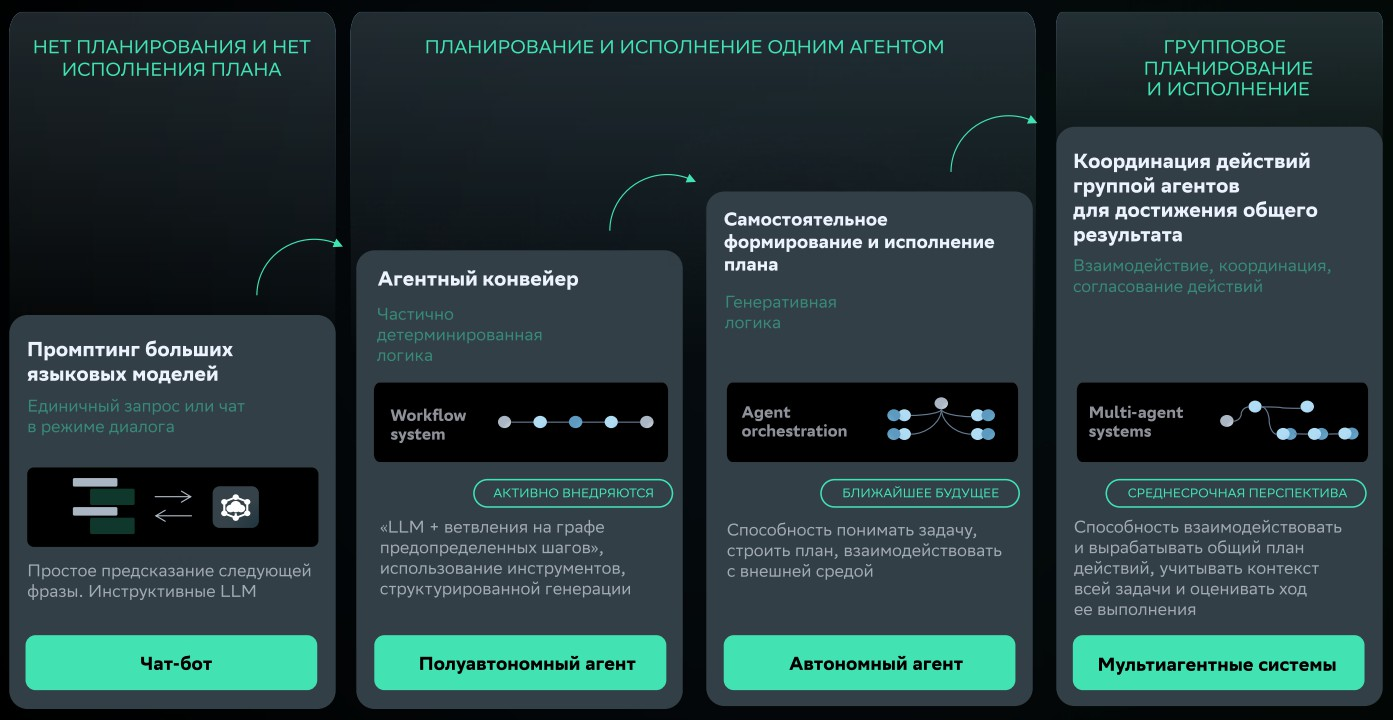 НЕТ ПЛАНИРОВАНИЯ И НЕТ
ИСПОЛНЕНИЯ ПЛАНА
Промптинг больших
языковых моделей
Единичный запрос или чат
в режиме диалога
Простое предсказание следующей
фразы. Инструктивные LLM
Чат-бот
ПЛАНИРОВАНИЕ И ИСПОЛНЕНИЕ ОДНИМ АГЕНТОМ
Агентный конвейер
Частично
детерминированная
логика
Workflow
system
АКТИВНО ВНЕДРЯЮТСЯ
«LLM + ветвления на графе
предопределенных шагов»,
использование инструментов,
структурированной генерации
Полуавтономный агент
Самостоятельное
формирование и исполнение
плана
Генеративная
логика
Agent
orchestration
БЛИЖАЙШЕЕ БУДУЩЕЕ
Способность понимать задачу,
строить план, взаимодействовать
с внешней средой
Автономный агент
ГРУППОВОЕ
ПЛАНИРОВАНИЕ
И ИСПОЛНЕНИЕ
Координация действий
группой агентов
для достижения общего
результата
Взаимодействие, координация,
согласование действий
Multi-agent
systems
СРЕДНЕСРОЧНАЯ ПЕРСПЕКТИВА
Способность взаимодействовать
и вырабатывать общий план
действий, учитывать контекст
всей задачи и оценивать ход
ее выполнения
Мультиагентные системы